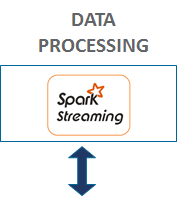 DATA
PROCESSING
Spark
Streaming